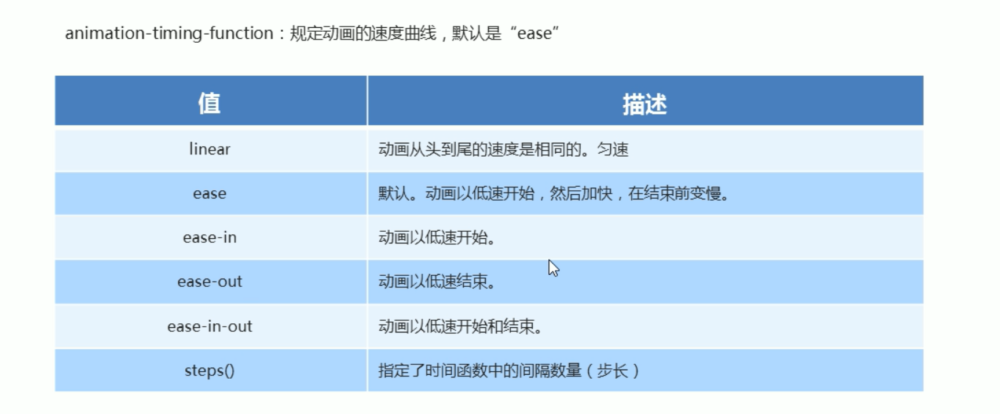 animation-timing-function：规定动画的速度曲线，默认是“ease”
值 描述
linear 动画从头到尾的速度是相同的。匀速
ease 默认。动画以低速开始，然后加快，在结束前变慢。
ease-in 动画以低速开始。
ease-out 动画以低速结束。
ease-in-out 动画以低速开始和结束。
steps() 指定了时间函数中的间隔数量（步长）